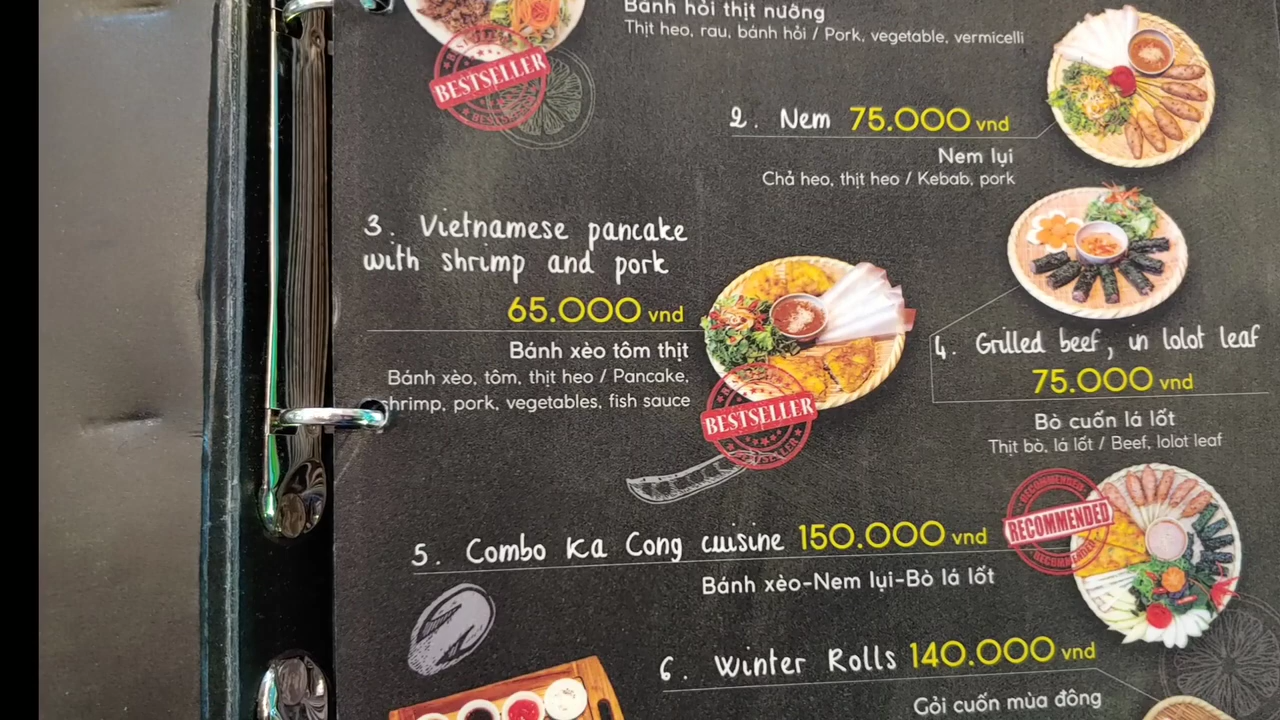 Bánh hỏi thịt nướng
Thịt heo, rau, bánh hỏi / Pork, vegetable, vermicelli
BESTSELLER
2. Nem 75.000 vnd
Nem lụi
Chả heo, thịt heo / Kebab, pork
3. Vietnamese pancake
with shrimp and pork
65.000 vnd
Bánh xèo tôm thịt
Bánh xèo, tôm, thịt heo / Pancake,
shrimp, pork, vegetables, fish sauce
BESTSELLER
4. Grilled beef, in lolot leaf
75.000 vnd
Bò cuốn lá lốt
Thịt bò, lá lốt / Beef, lolot leaf
RECOMMENDED
5. Combo Ka Cong cuisine 150.000 vnd
Bánh xèo-Nem lụi-Bò lá lốt
6. Winter Rolls 140.000 vnd
Gỏi cuốn mùa đông